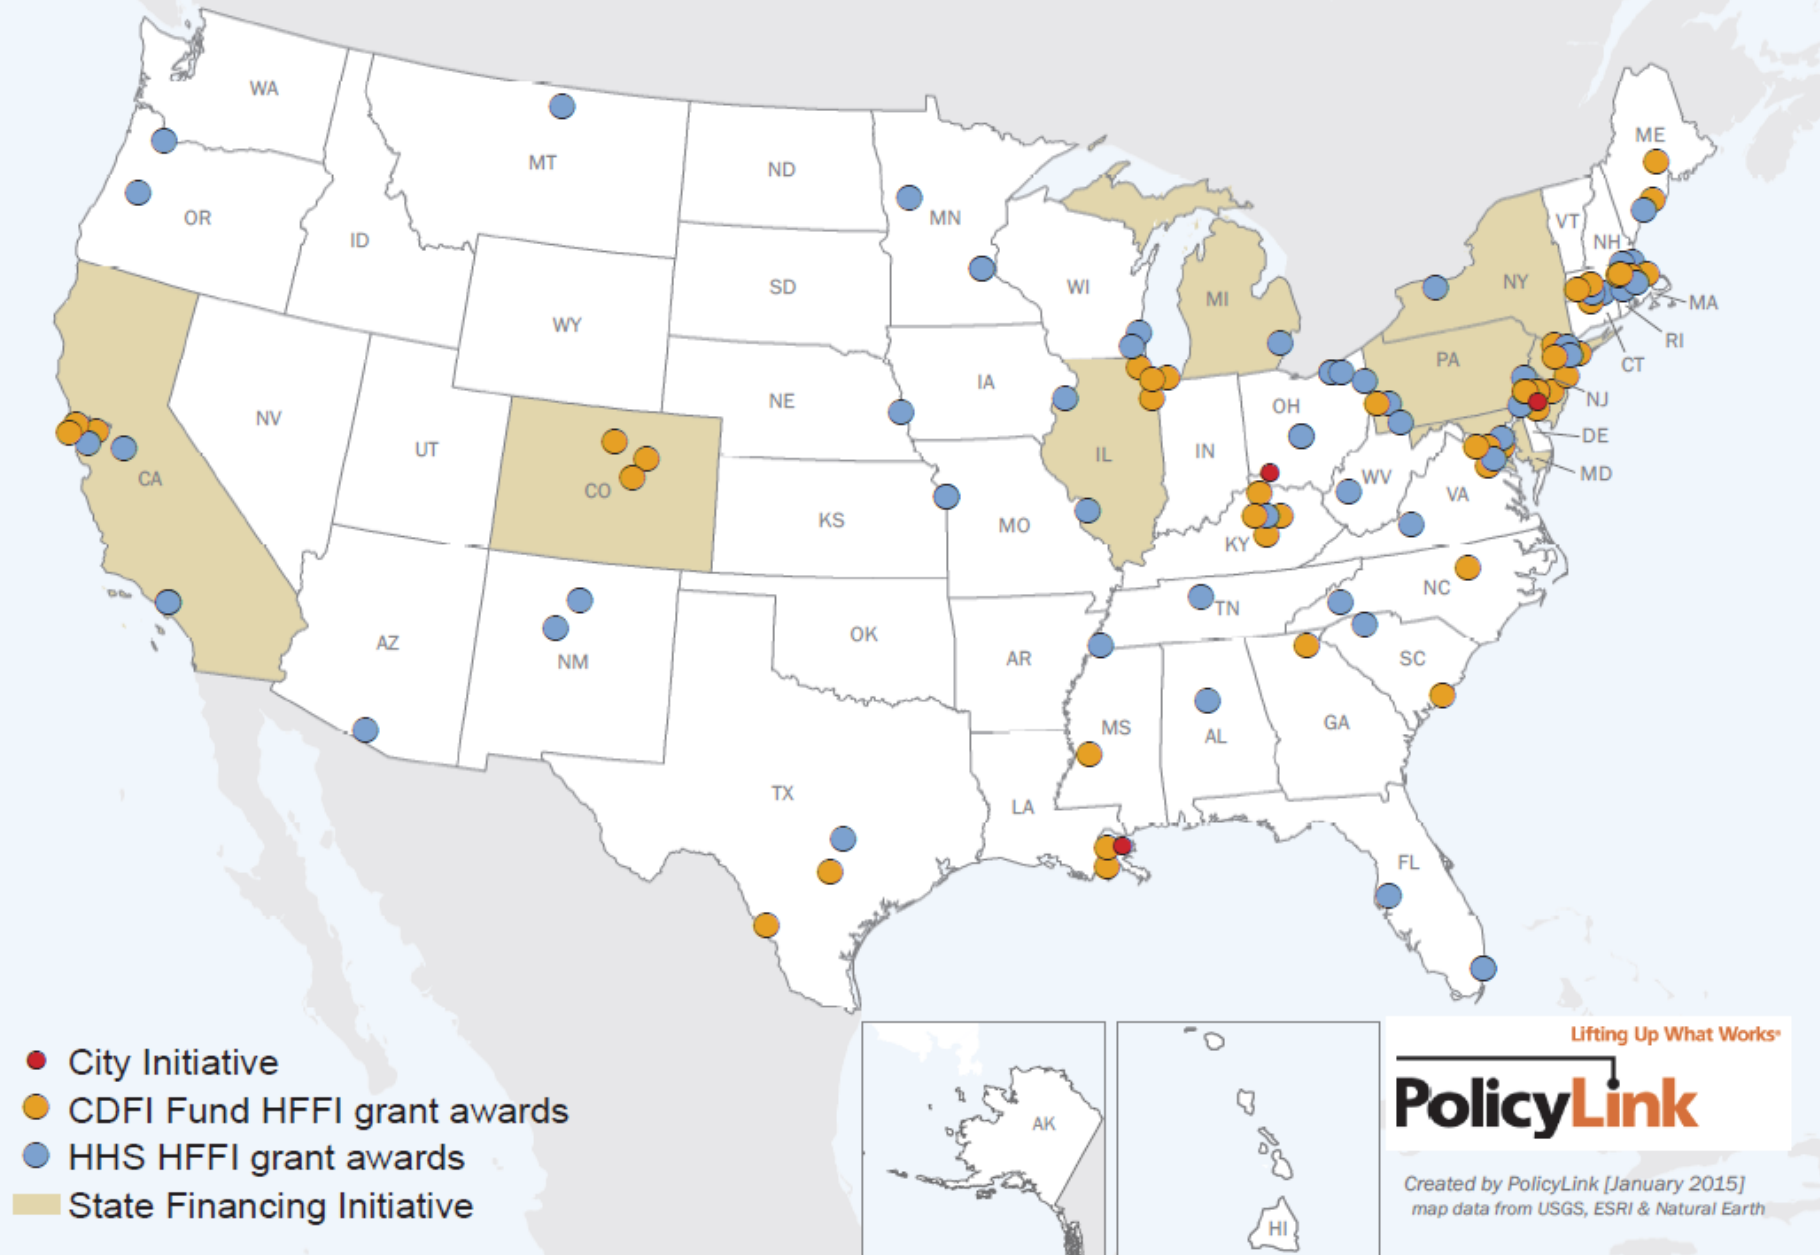 WA
ME
MT
ND
VT
MN
OR
NH
ID
NY
SD
WI
MI
MA
WY
RI
PA
CT
IA
NE
NJ
OH
NV
DE
UT
IL
IN
MD
CA
WV
CO
VA
KS
MO
KY
NC
TN
OK
AZ
AR
SC
NM
GA
MS
AL
TX
LA
FL
City Initiative
CDFI Fund HFFI grant awards
HHS HFFI grant awards
State Financing Initiative
AK
HI
Lifting Up What Works®
PolicyLink
Created by PolicyLink [January 2015]
map data from USGS, ESRI & Natural Earth